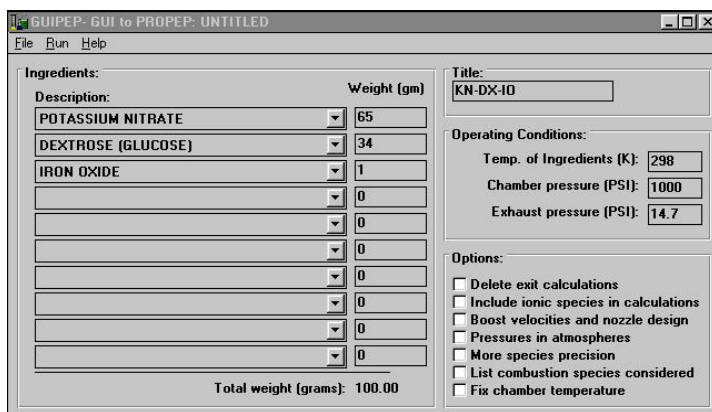 GUIPEP- GUI to PROPEP: UNTITLED
File Run Help
Ingredients:
Description:
Weight (gm)
POTASSIUM NITRATE 65
DEXTROSE (GLUCOSE) 34
IRON OXIDE 1
0
0
0
0
0
0
0
Total weight (grams): 100.00
Title:
KN-DX-IO
Operating Conditions:
Temp. of Ingredients (K): 298
Chamber pressure (PSI): 1000
Exhaust pressure (PSI): 14.7
Options:
Delete exit calculations
Include ionic species in calculations
Boost velocities and nozzle design
Pressures in atmospheres
More species precision
List combustion species considered
Fix chamber temperature